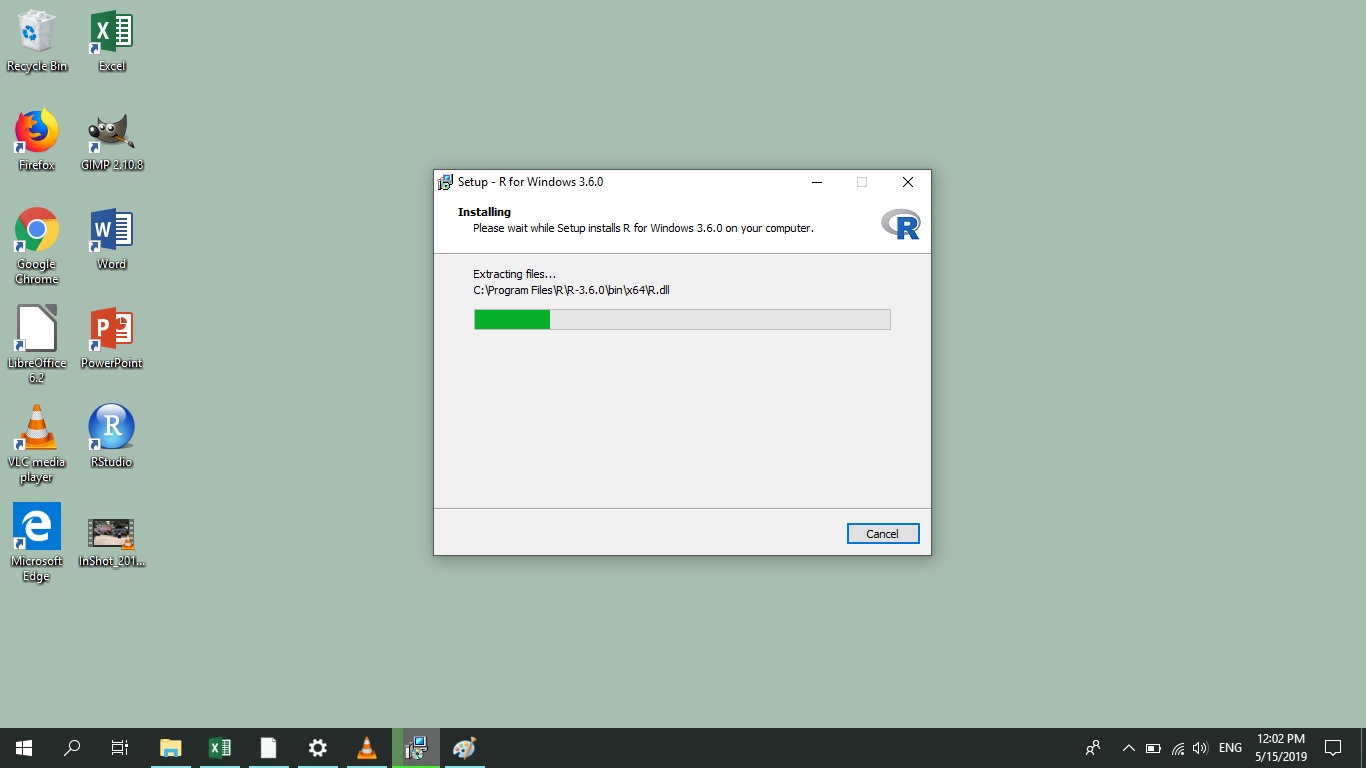 Recycle Bin
Excel
Firefox
GIMP 2.10.8
Google
Chrome
Word
LibreOffice
6.2
PowerPoint
VLC media
player
RStudio
Microsoft
Edge
InShot_201...
Setup - R for Windows 3.6.0
Installing
Please wait while Setup installs R for Windows 3.6.0 on your computer.
Extracting files...
C:\Program Files\R\R-3.6.0\bin\x64\R.dll
Cancel
ENG
12:02 PM
5/15/2019